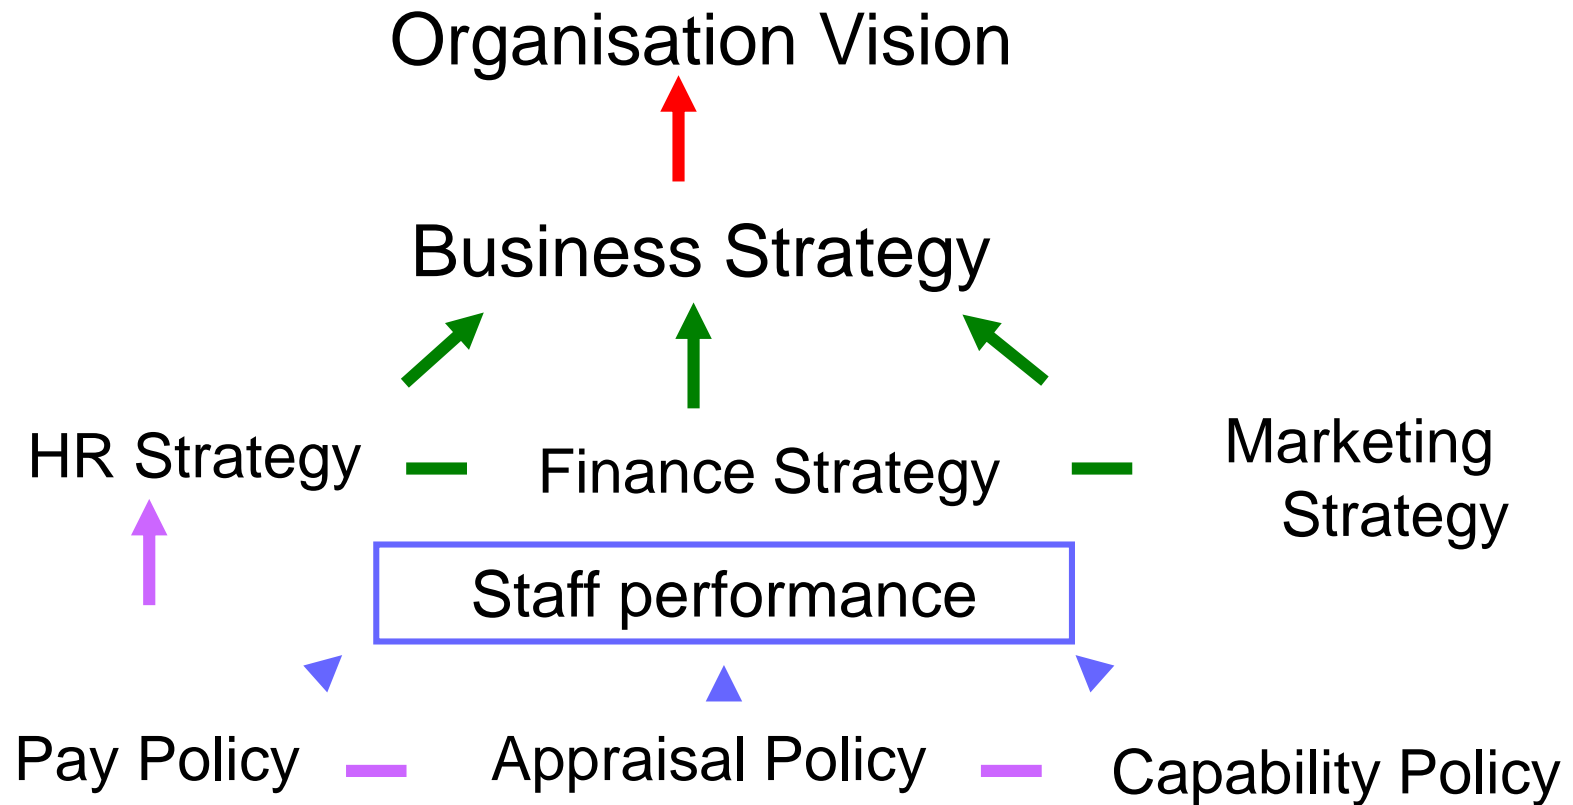 Organisation Vision
Business Strategy
HR Strategy
Finance Strategy
Marketing
Strategy
Staff performance
Pay Policy
Appraisal Policy
Capability Policy